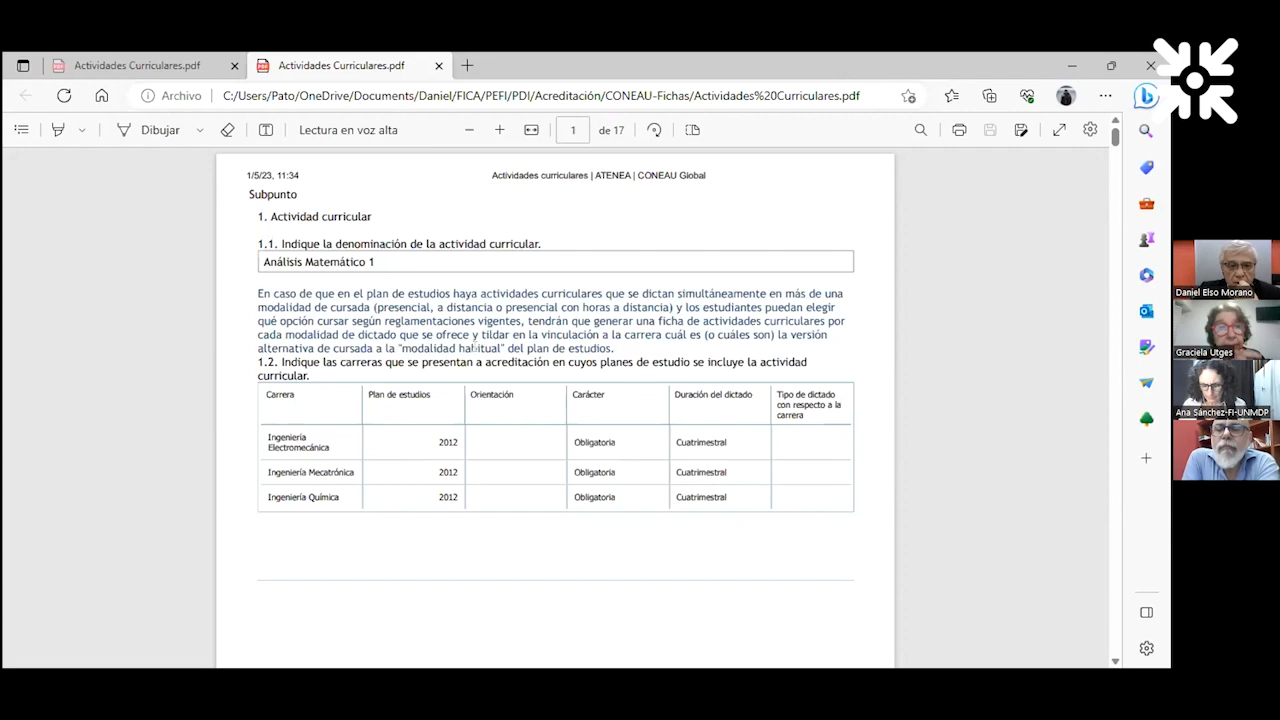 Actividades Curriculares.pdf
Actividades Curriculares.pdf
Archivo
C:/Users/Pato/OneDrive/Documents/Daniel/FICA/PEFI/PDI/Acreditación/CONEAU-Fichas/Actividades%20Curriculares.pdf
Dibujar
Lectura en voz alta
1
de 17
1/5/23, 11:34
Actividades curriculares | ATENEA | CONEAU Global
Subpunto
1. Actividad curricular
1.1. Indique la denominación de la actividad curricular.
Análisis Matemático 1
En caso de que en el plan de estudios haya actividades curriculares que se dictan simultáneamente en más de una
modalidad de cursada (presencial, a distancia o presencial con horas a distancia) y los estudiantes puedan elegir
qué opción cursar según reglamentaciones vigentes, tendrán que generar una ficha de actividades curriculares por
cada modalidad de dictado que se ofrece y tildar en la vinculación a la carrera cuál es (o cuáles son) la versión
alternativa de cursada a la "modalidad habitual" del plan de estudios.
1.2. Indique las carreras que se presentan a acreditación en cuyos planes de estudio se incluye la actividad
curricular.
Carrera Plan de estudios Orientación Carácter Duración del dictado Tipo de dictado
con respecto a la
carrera
Ingeniería
Electromecánica 2012 Obligatoria Cuatrimestral
Ingeniería Mecatrónica 2012 Obligatoria Cuatrimestral
Ingeniería Química 2012 Obligatoria Cuatrimestral
Daniel Elso Morano
Graciela Utges
Ana Sánchez-FI-UNMDP